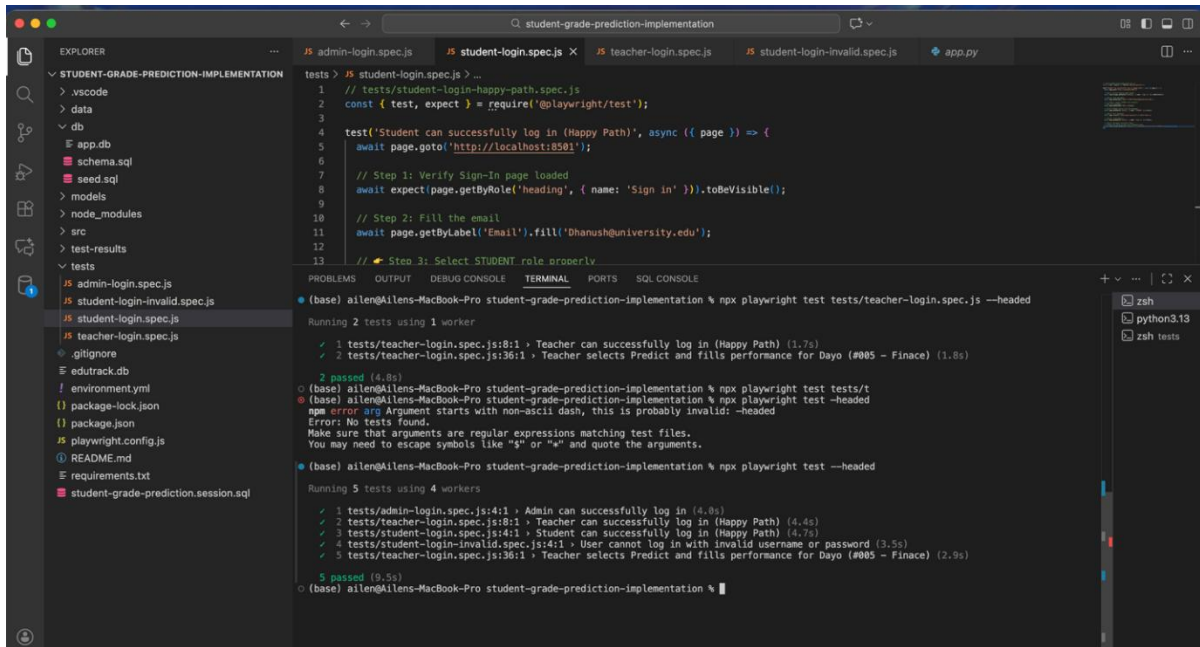 student-grade-prediction-implementation
EXPLORER
STUDENT-GRADE-PREDICTION-IMPLEMENTATION
> .vscode
> data
db
app.db
schema.sql
seed.sql
> models
> node_modules
> src
> test-results
tests
JS admin-login.spec.js
JS student-login-invalid.spec.js
JS student-login.spec.js
JS teacher-login.spec.js
.gitignore
edutrack.db
! environment.yml
{} package-lock.json
{} package.json
JS playwright.config.js
README.md
requirements.txt
student-grade-prediction.session.sql
1
JS admin-login.spec.js
JS student-login.spec.js
JS teacher-login.spec.js
JS student-login-invalid.spec.js
app.py
tests > JS student-login.spec.js > ...
1 // tests/student-login-happy-path.spec.js
2 const { test, expect } = require('@playwright/test');
3
4 test('Student can successfully log in (Happy Path)', async ({ page }) => {
5 await page.goto('http://localhost:8501');
6
7 // Step 1: Verify Sign-In page loaded
8 await expect(page.getByRole('heading', { name: 'Sign in' })).toBeVisible();
9
10 // Step 2: Fill the email
11 await page.getByLabel('Email').fill('Dhanush@university.edu');
12
13 // 👉 Step 3: Select STUDENT role properly
PROBLEMS OUTPUT DEBUG CONSOLE TERMINAL PORTS SQL CONSOLE
(base) ailen@Ailens-MacBook-Pro student-grade-prediction-implementation % npx playwright test tests/teacher-login.spec.js --headed
Running 2 tests using 1 worker
✓ 1 tests/teacher-login.spec.js:8:1 › Teacher can successfully log in (Happy Path) (1.7s)
✓ 2 tests/teacher-login.spec.js:36:1 › Teacher selects Predict and fills performance for Dayo (#005 – Finace) (1.8s)
2 passed (4.8s)
(base) ailen@Ailens-MacBook-Pro student-grade-prediction-implementation % npx playwright test tests/t
(base) ailen@Ailens-MacBook-Pro student-grade-prediction-implementation % npx playwright test —headed
npm error arg Argument starts with non-ascii dash, this is probably invalid: —headed
Error: No tests found.
Make sure that arguments are regular expressions matching test files.
You may need to escape symbols like "$" or "*" and quote the arguments.
(base) ailen@Ailens-MacBook-Pro student-grade-prediction-implementation % npx playwright test --headed
Running 5 tests using 4 workers
✓ 1 tests/admin-login.spec.js:4:1 › Admin can successfully log in (4.0s)
✓ 2 tests/teacher-login.spec.js:8:1 › Teacher can successfully log in (Happy Path) (4.4s)
✓ 3 tests/student-login.spec.js:4:1 › Student can successfully log in (Happy Path) (4.7s)
✓ 4 tests/student-login-invalid.spec.js:4:1 › User cannot log in with invalid username or password (3.5s)
✓ 5 tests/teacher-login.spec.js:36:1 › Teacher selects Predict and fills performance for Dayo (#005 – Finace) (2.9s)
5 passed (9.5s)
(base) ailen@Ailens-MacBook-Pro student-grade-prediction-implementation %
zsh
python3.13
zsh tests